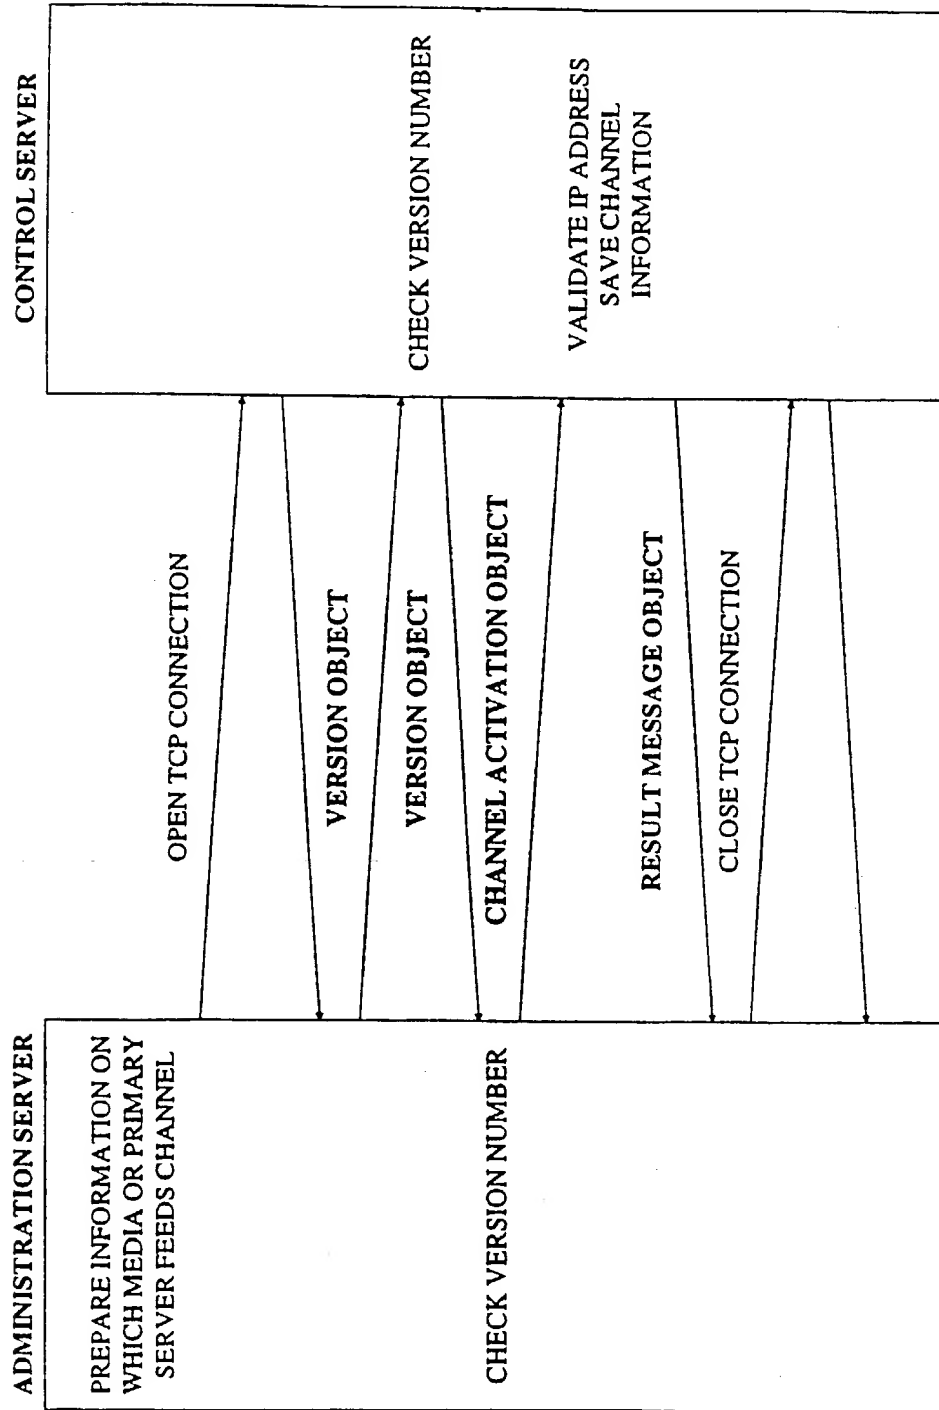 ADMINISTRATION SERVER
CONTROL SERVER
PREPARE INFORMATION ON
WHICH MEDIA OR PRIMARY
SERVER FEEDS CHANNEL
OPEN TCP CONNECTION
VERSION OBJECT
VERSION OBJECT
CHECK VERSION NUMBER
CHECK VERSION NUMBER
CHANNEL ACTIVATION OBJECT
VALIDATE IP ADDRESS
SAVE CHANNEL
INFORMATION
RESULT MESSAGE OBJECT
CLOSE TCP CONNECTION